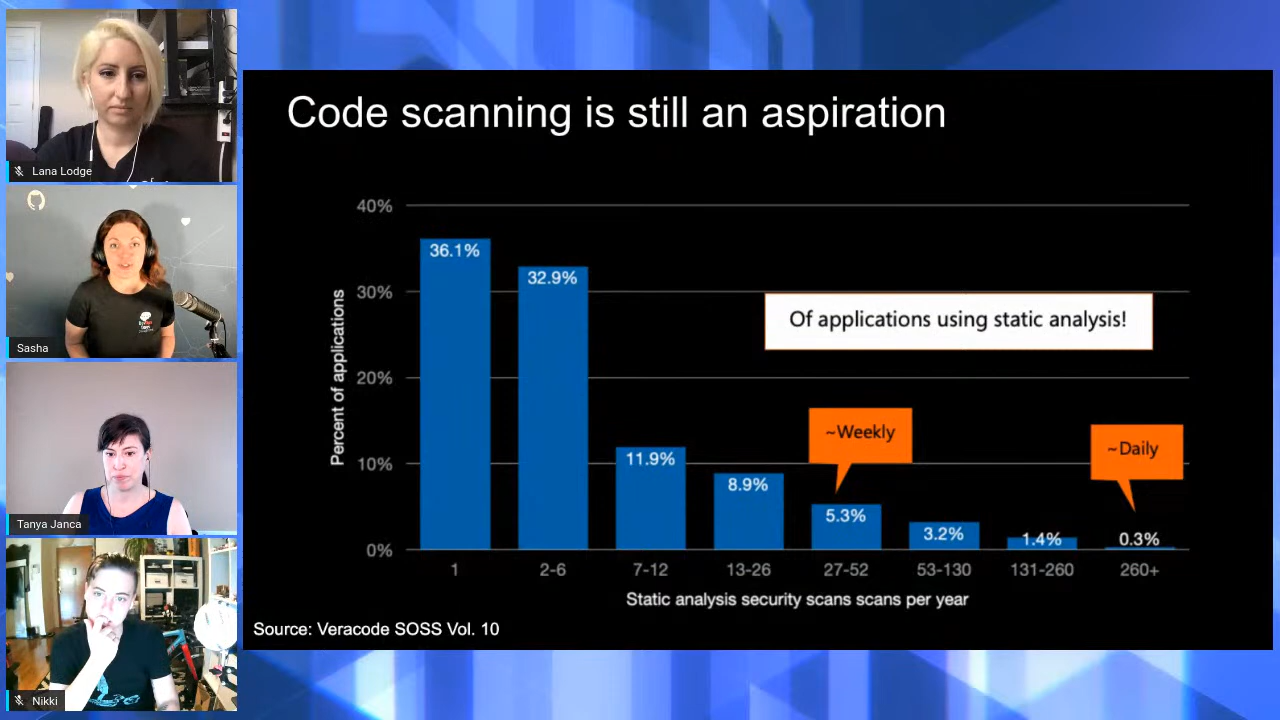 Lana Lodge
Sasha
Tanya Janca
Nikki
Code scanning is still an aspiration
40%
30%
20%
10%
0%
Percent of applications
36.1%
32.9%
11.9%
8.9%
5.3%
3.2%
1.4%
0.3%
Of applications using static analysis!
~Weekly
~Daily
1
2-6
7-12
13-26
27-52
53-130
131-260
260+
Static analysis security scans scans per year
Source: Veracode SOSS Vol. 10